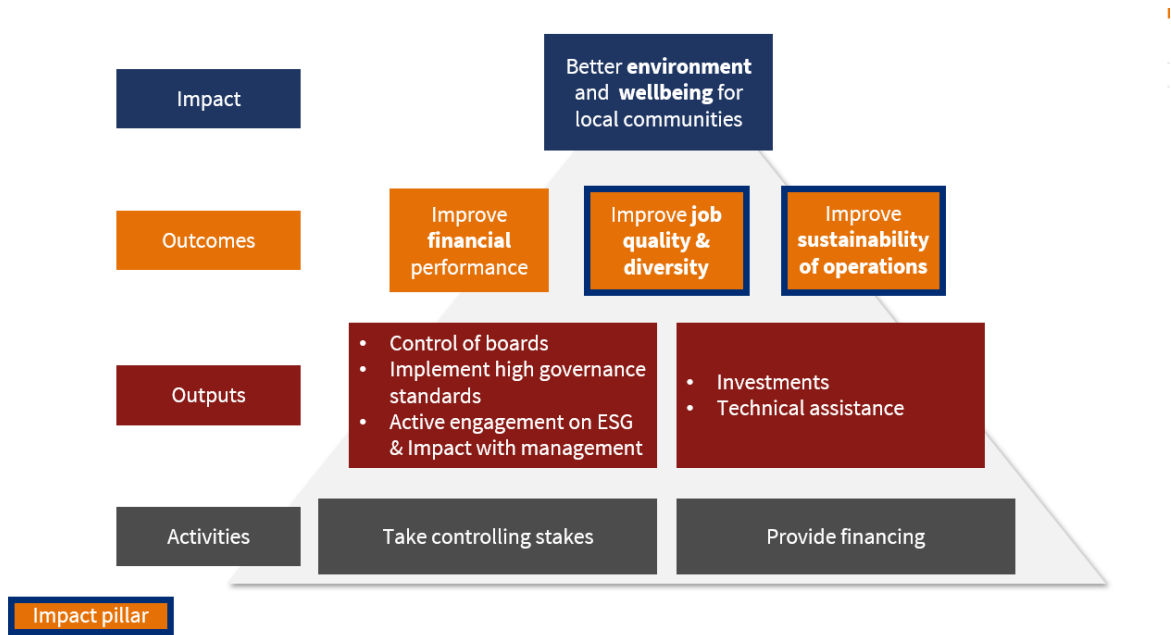 Impact
Better environment
and wellbeing for
local communities
Outcomes
Improve
financial
performance
Improve job
quality &
diversity
Improve
sustainability
of operations
Outputs
• Control of boards
• Implement high governance
standards
• Active engagement on ESG
& Impact with management
• Investments
• Technical assistance
Activities
Take controlling stakes
Provide financing
Impact pillar